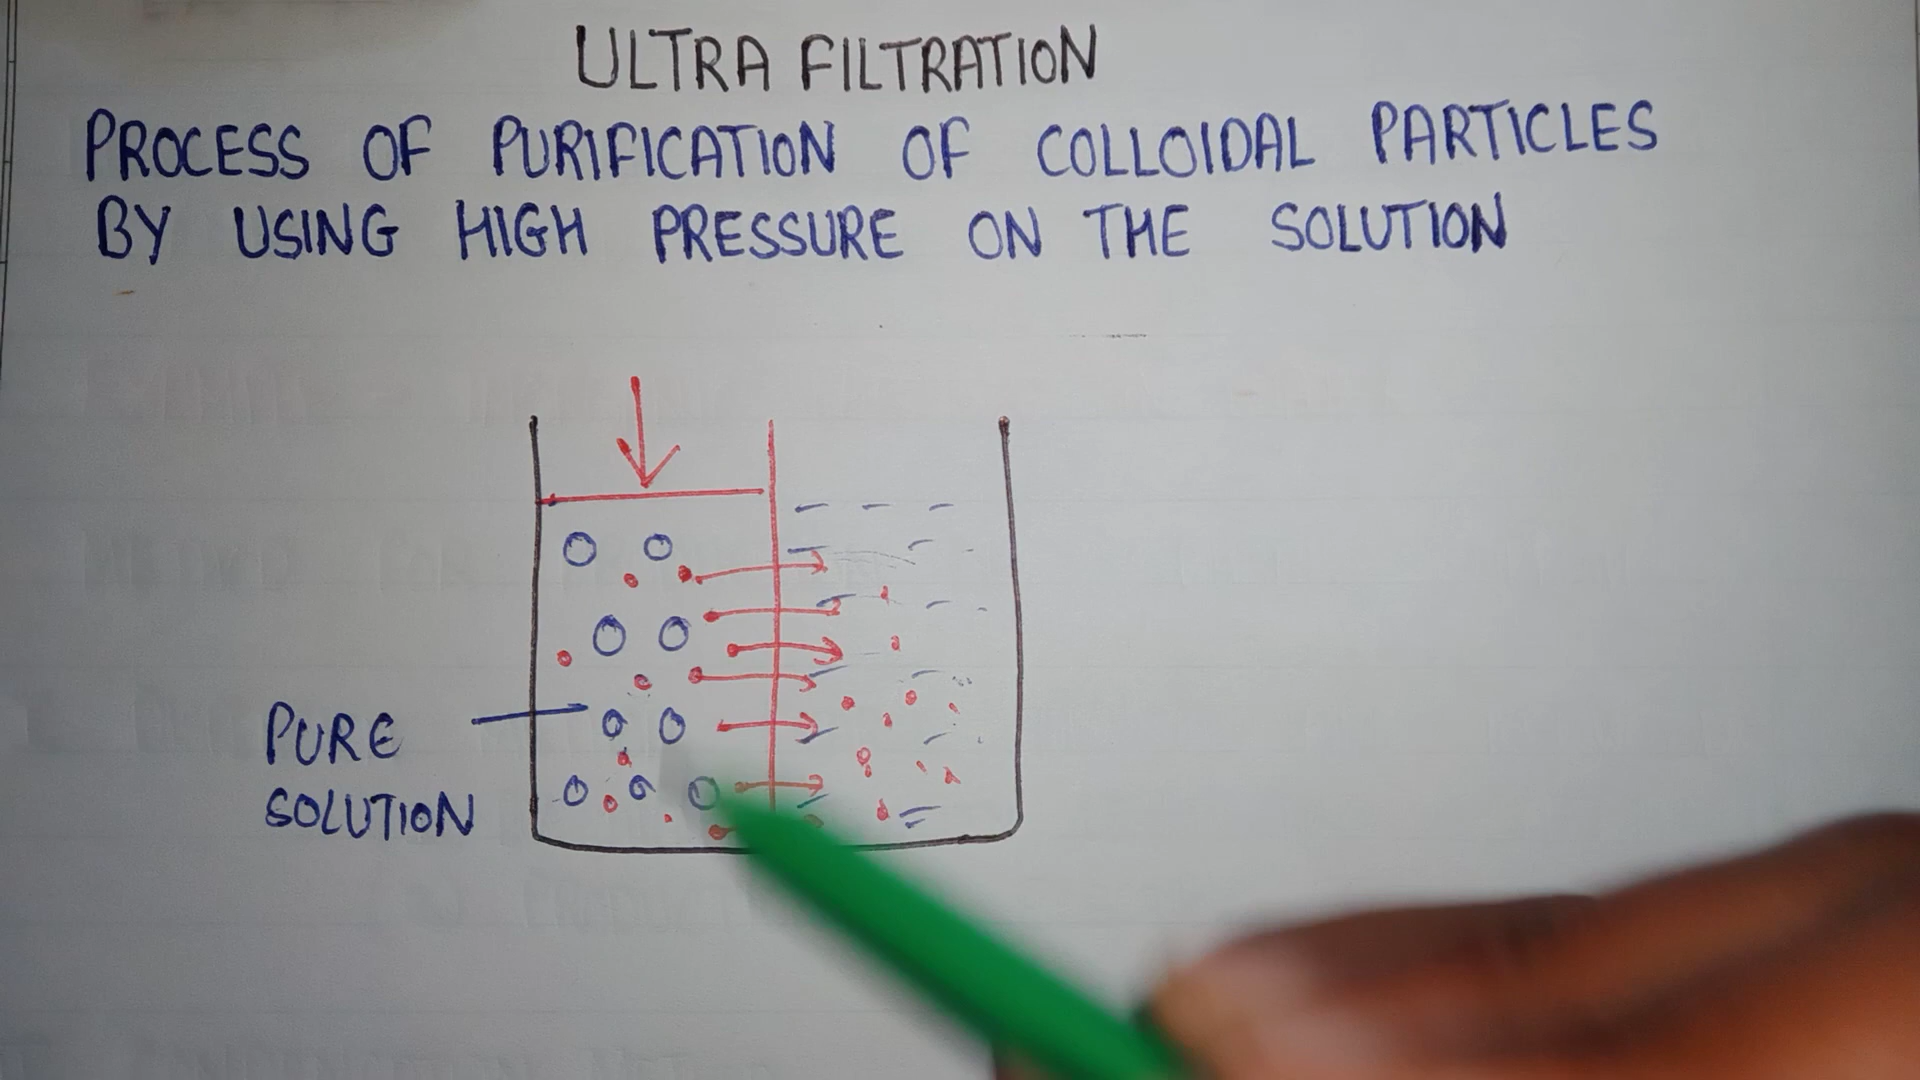 ULTRA FILTRATION
PROCESS OF PURIFICATION OF COLLOIDAL PARTICLES
BY USING HIGH PRESSURE ON THE SOLUTION
PURE
SOLUTION